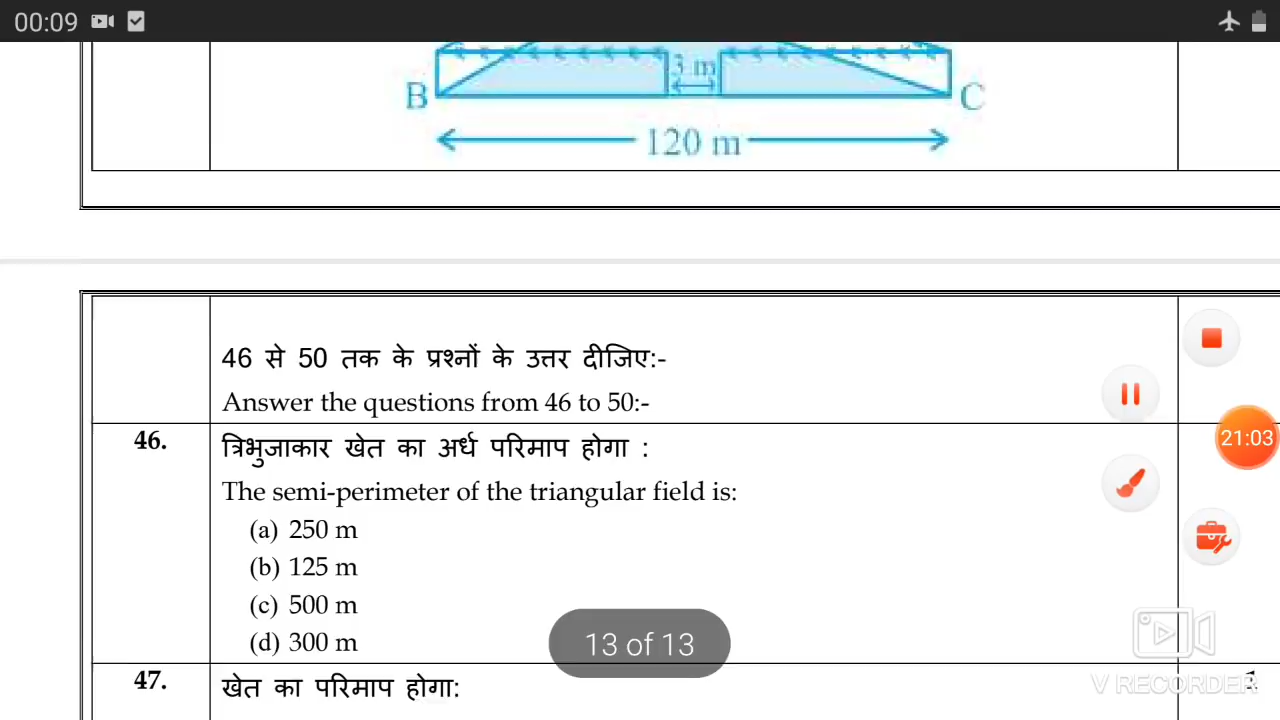 00:09
3 m
B
C
120 m
46 से 50 तक के प्रश्नों के उत्तर दीजिए:-
Answer the questions from 46 to 50:-
46.
त्रिभुजाकार खेत का अर्ध परिमाप होगा :
The semi-perimeter of the triangular field is:
(a) 250 m
(b) 125 m
(c) 500 m
(d) 300 m
21:03
13 of 13
47.
खेत का परिमाप होगा:
V RECORDER